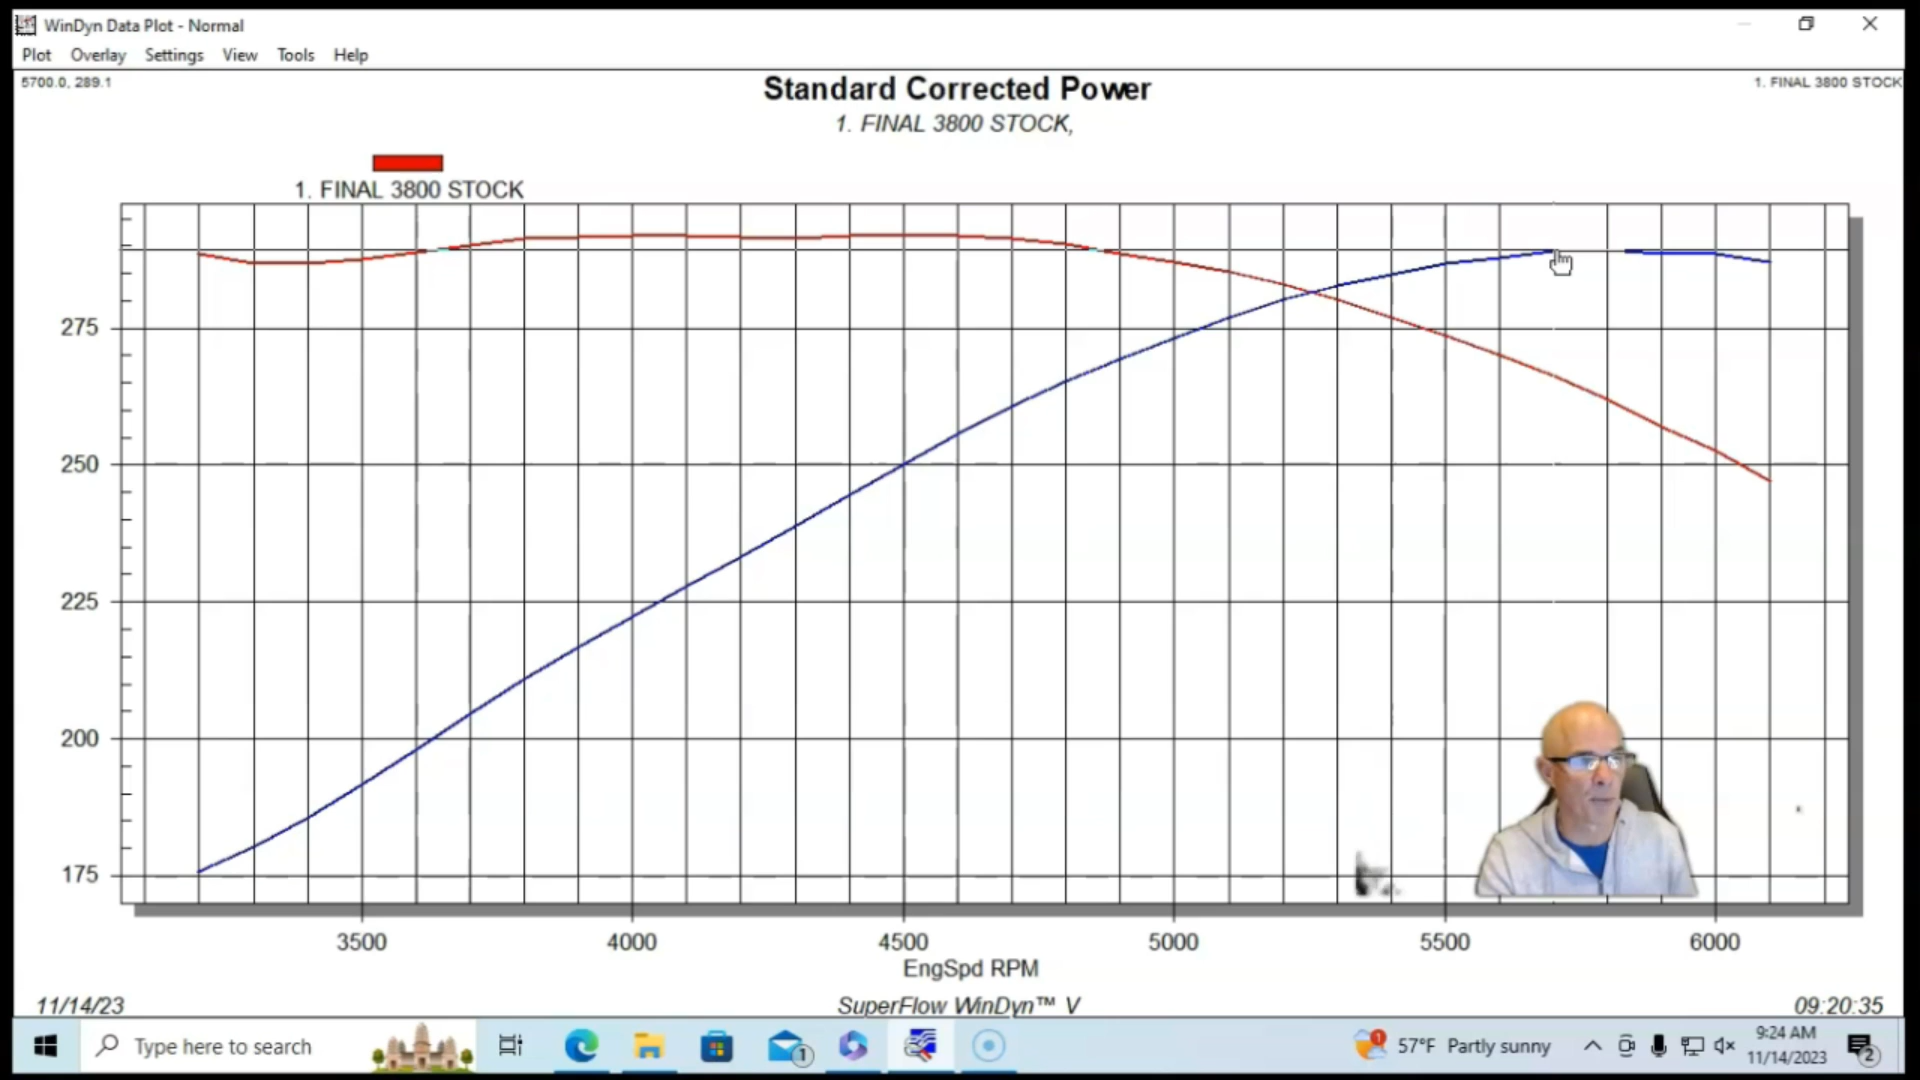 WinDyn Data Plot - Normal
Plot Overlay Settings View Tools Help
5700.0, 289.1
1. FINAL 3800 STOCK
Standard Corrected Power
1. FINAL 3800 STOCK,
1. FINAL 3800 STOCK
275
250
225
200
175
3500 4000 4500 5000 5500 6000
EngSpd RPM
11/14/23 SuperFlow WinDyn™ V 09:20:35
Type here to search
1
1
57°F Partly sunny
9:24 AM
11/14/2023
2